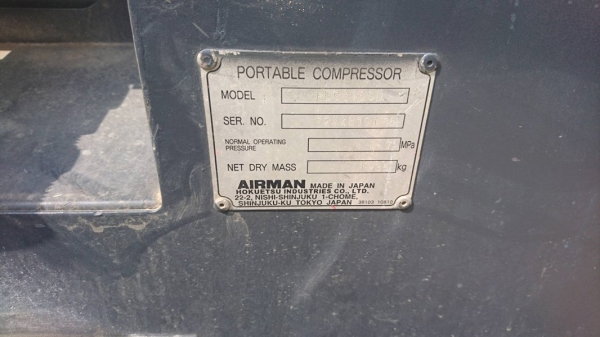 PORTABLE COMPRESSOR
MODEL
SER. NO.
NORMAL OPERATING
PRESSURE
MPa
NET DRY MASS
kg
AIRMAN MADE IN JAPAN
HOKUETSU INDUSTRIES CO., LTD.
22-2, NISHI-SHINJUKU 1-CHOME,
SHINJUKU-KU TOKYO JAPAN